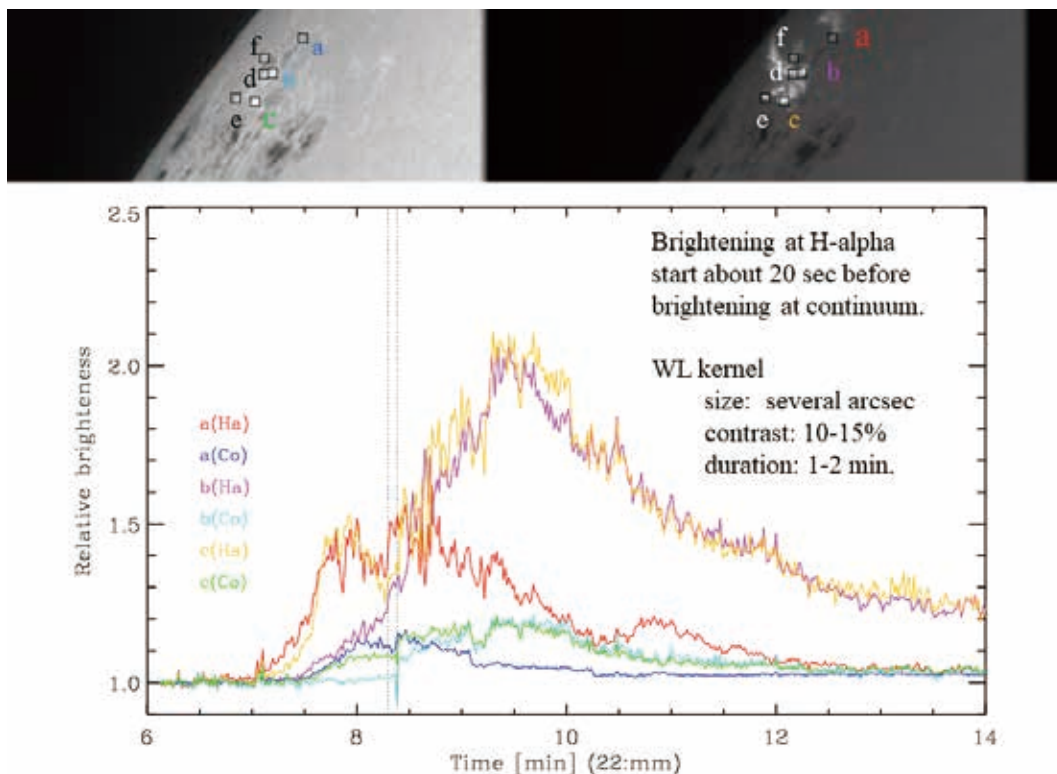 a
f
d
e
c
a
f
b
d
e
c
2.5
2.0
1.5
1.0
Relative brighteness
a(Ha)
a(Co)
b(Ha)
b(Co)
c(Ha)
c(Co)
Brightening at H-alpha
start about 20 sec before
brightening at continuum.
WL kernel
size: several arcsec
contrast: 10-15%
duration: 1-2 min.
6 8 10 12 14
Time [min] (22:mm)